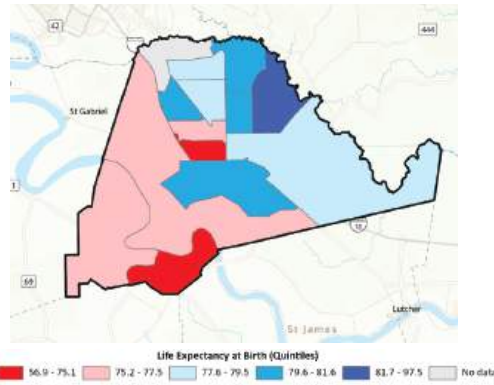 42
444
St Gabriel
1
10
69
Lutcher
St James
Life Expectancy at Birth (Quintiles)
56.9 - 75.1 75.2 - 77.5 77.6 - 79.5 79.6 - 81.6 81.7 - 97.5 No data